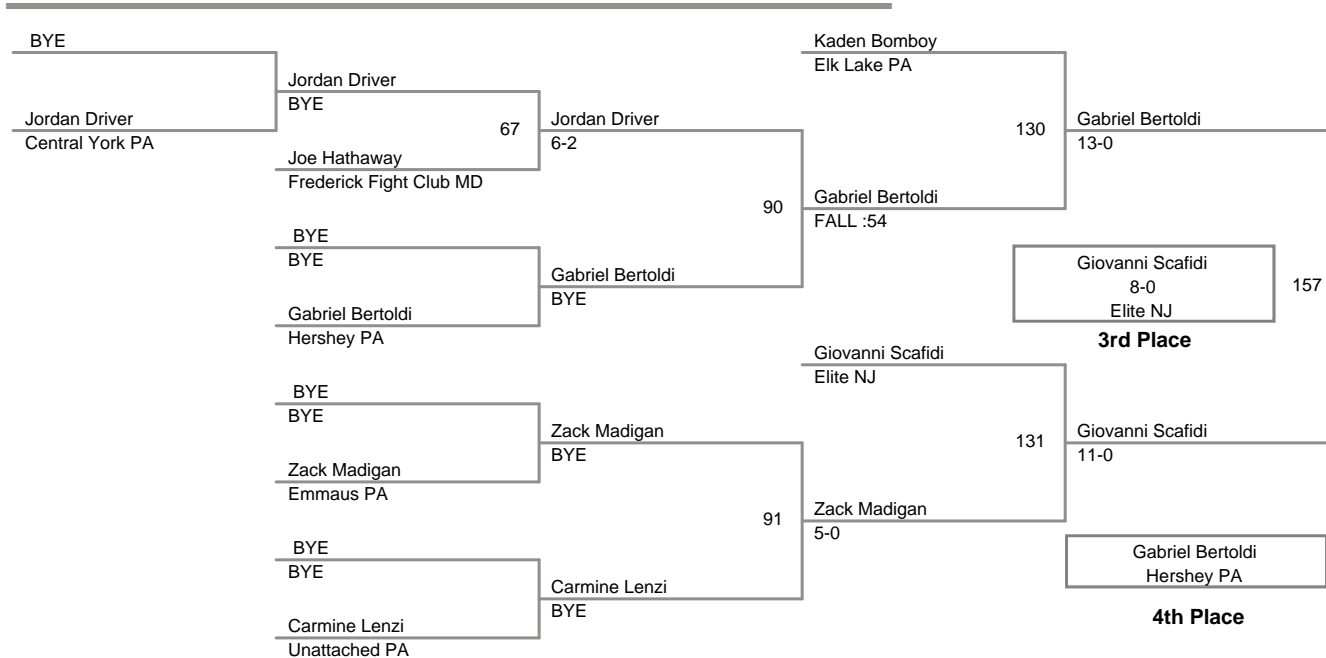 BYE
Jordan Driver
Central York PA
Jordan Driver
BYE
67
Joe Hathaway
Frederick Fight Club MD
BYE
BYE
Gabriel Bertoldi
Hershey PA
BYE
BYE
Zack Madigan
Emmaus PA
BYE
BYE
Carmine Lenzi
Unattached PA
Jordan Driver
6-2
90
Gabriel Bertoldi
BYE
Zack Madigan
BYE
91
Carmine Lenzi
BYE
Kaden Bomboy
Elk Lake PA
130
Gabriel Bertoldi
FALL :54
Giovanni Scafidi
Elite NJ
131
Zack Madigan
5-0
Gabriel Bertoldi
13-0
Giovanni Scafidi
8-0
Elite NJ
157
3rd Place
Giovanni Scafidi
11-0
Gabriel Bertoldi
Hershey PA
4th Place